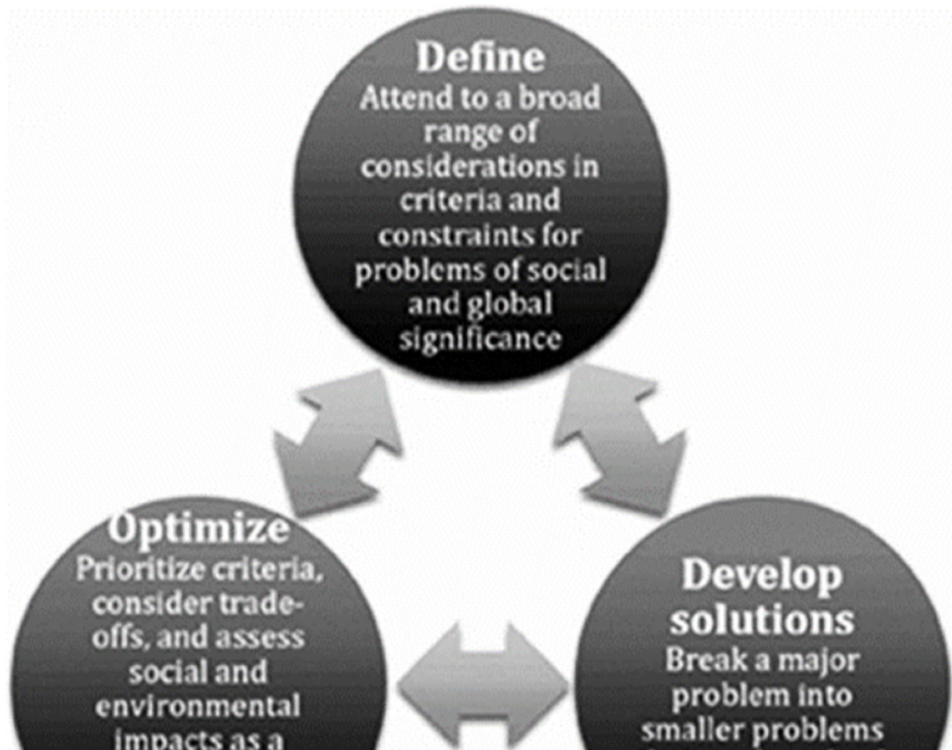 Define
Attend to a broad
range of
considerations in
criteria and
constraints for
problems of social
and global
significance
Optimize
Prioritize criteria,
consider trade-
offs, and assess
social and
environmental
impacts as a
Develop
solutions
Break a major
problem into
smaller problems